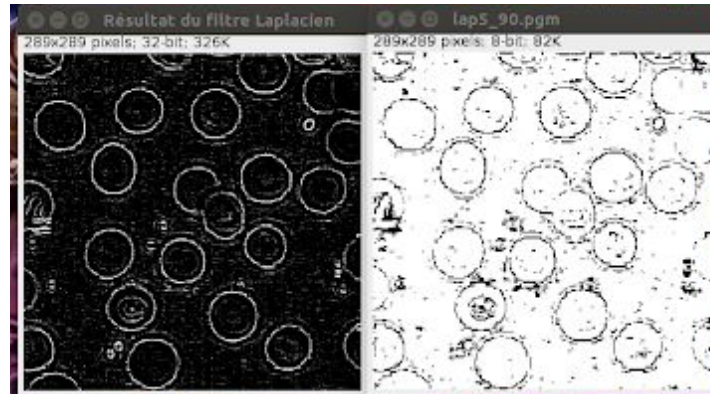 Résultat du filtre Laplacien
289x289 pixels; 32-bit; 326K
lap5_90.pgm
289x289 pixels; 8-bit; 82K